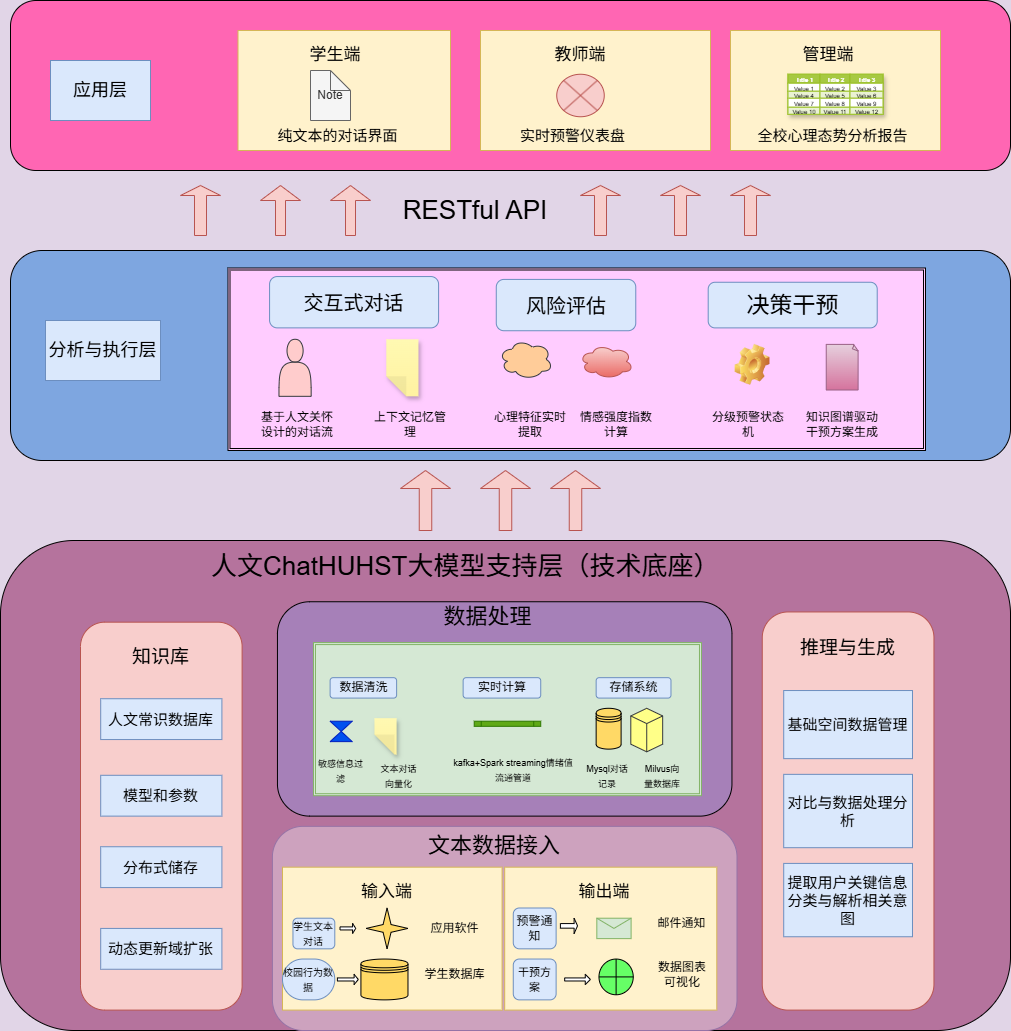 应用层
学生端
Note
纯文本的对话界面
教师端
实时预警仪表盘
管理端
Title 1 Title 2 Title 3
Value 1 Value 2 Value 3
Value 4 Value 5 Value 6
Value 7 Value 8 Value 9
Value 10 Value 11 Value 12
全校心理态势分析报告
RESTful API
分析与执行层
交互式对话
基于人文关怀
设计的对话流
上下文记忆管
理
风险评估
心理特征实时
提取
情感强度指数
计算
决策干预
分级预警状态
机
知识图谱驱动
干预方案生成
人文ChatHUHST大模型支持层（技术底座）
知识库
人文常识数据库
模型和参数
分布式储存
动态更新域扩张
数据处理
数据清洗
敏感信息过
滤
文本对话
向量化
实时计算
kafka+Spark streaming情绪值
流通管道
存储系统
Mysql对话
记录
Milvus向
量数据库
文本数据接入
输入端
学生文本
对话
应用软件
校园行为数
据
学生数据库
输出端
预警通
知
邮件通知
干预方
案
数据图表
可视化
推理与生成
基础空间数据管理
对比与数据处理分
析
提取用户关键信息
分类与解析相关意
图